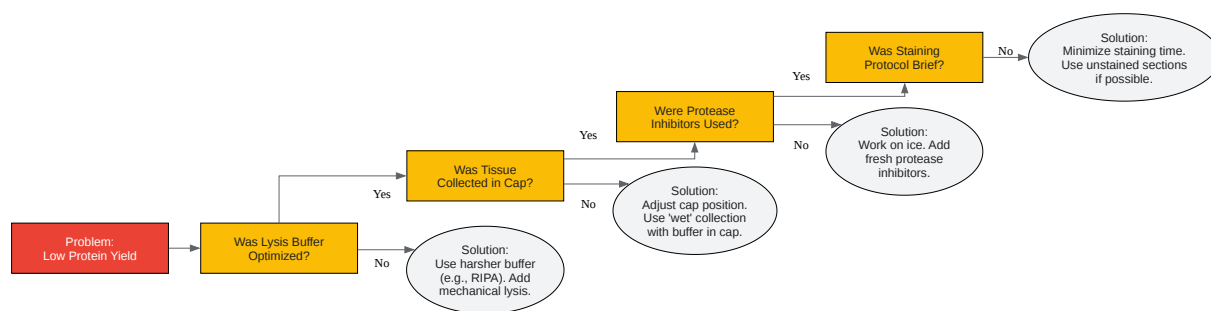 Problem:
Low Protein Yield
Was Lysis Buffer
Optimized?
No
Solution:
Use harsher buffer
(e.g., RIPA). Add
mechanical lysis.
Yes
Was Tissue
Collected in Cap?
No
Solution:
Adjust cap position.
Use 'wet' collection
with buffer in cap.
Yes
Were Protease
Inhibitors Used?
No
Solution:
Work on ice. Add
fresh protease
inhibitors.
Yes
Was Staining
Protocol Brief?
No
Solution:
Minimize staining time.
Use unstained sections
if possible.